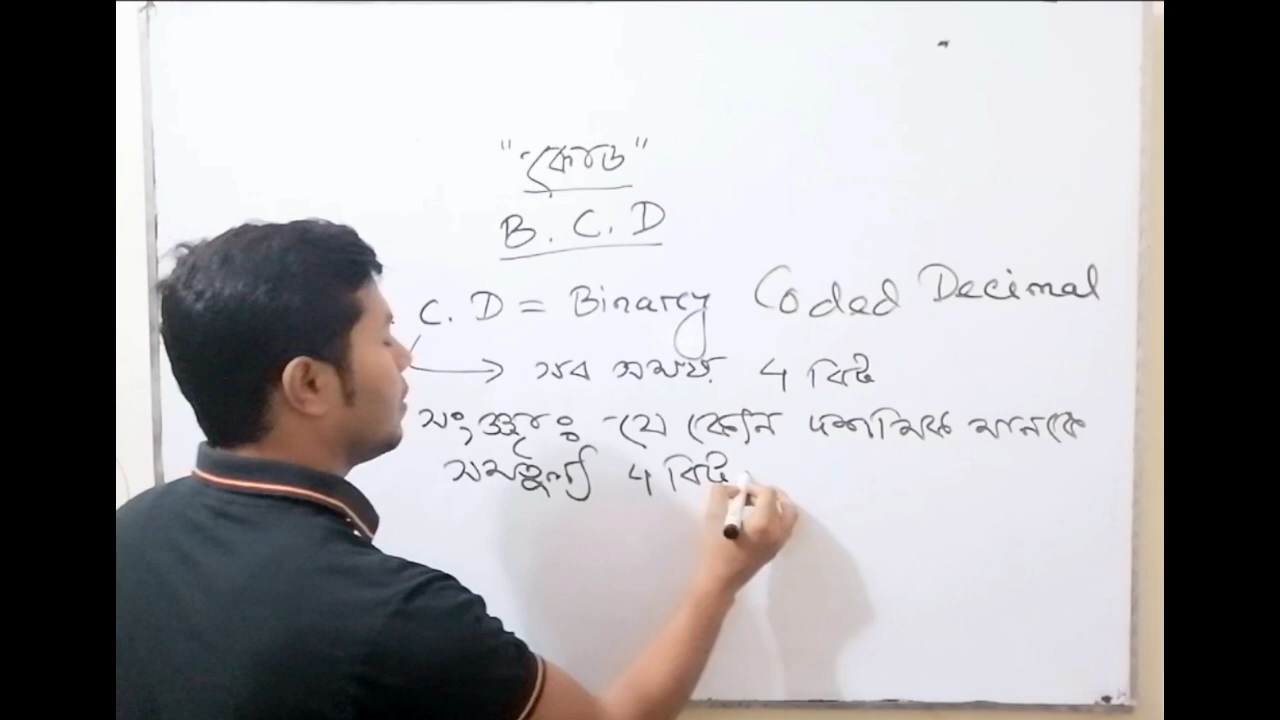 "কোড"
B. C. D
C. D = Binary Coded Decimal
সব সময় 4 বিট
যে কোন দশমিক মানকে
সমতুল্য 4 বিট